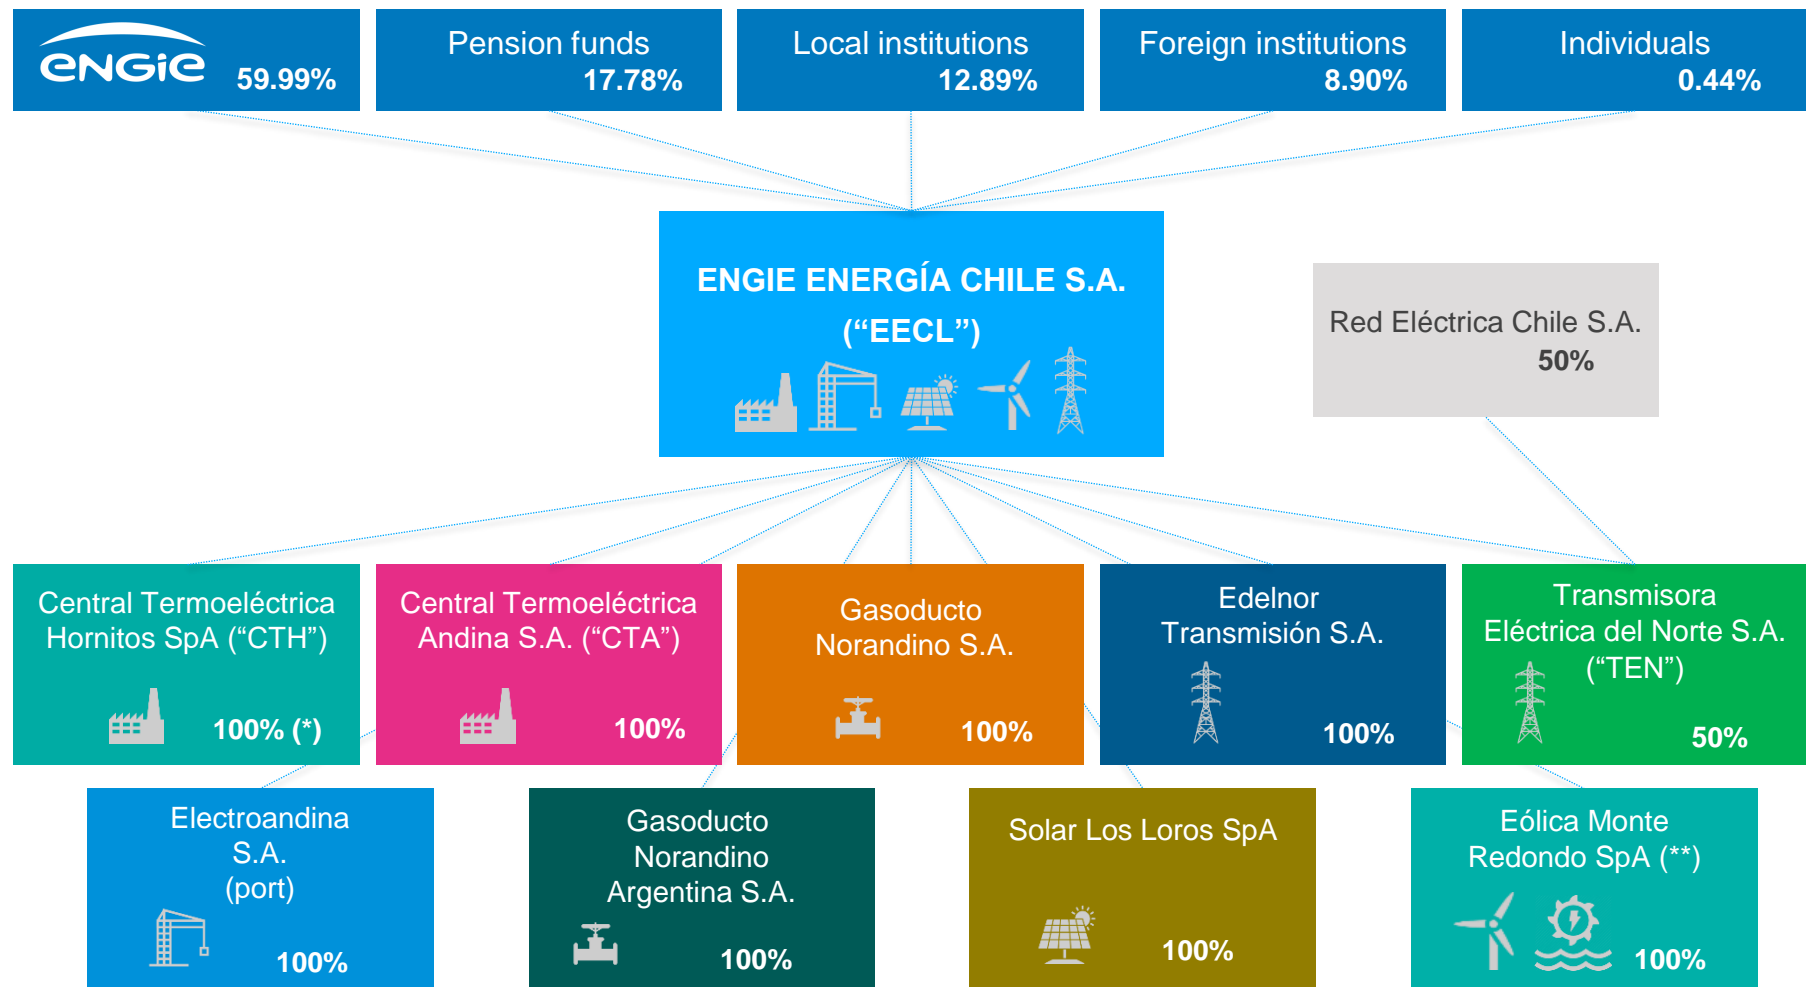 ENGIE
59.99%
Pension funds
17.78%
Local institutions
12.89%
Foreign institutions
8.90%
Individuals
0.44%
ENGIE ENERGÍA CHILE S.A.
(“EECL”)
Red Eléctrica Chile S.A.
50%
Central Termoeléctrica
Hornitos SpA (“CTH”)
100% (*)
Central Termoeléctrica
Andina S.A. (“CTA”)
100%
Gasoducto
Norandino S.A.
100%
Edelnor
Transmisión S.A.
100%
Transmisora
Eléctrica del Norte S.A.
(“TEN”)
50%
Electroandina
S.A.
(port)
100%
Gasoducto
Norandino
Argentina S.A.
100%
Solar Los Loros SpA
100%
Eólica Monte
Redondo SpA (**)
100%